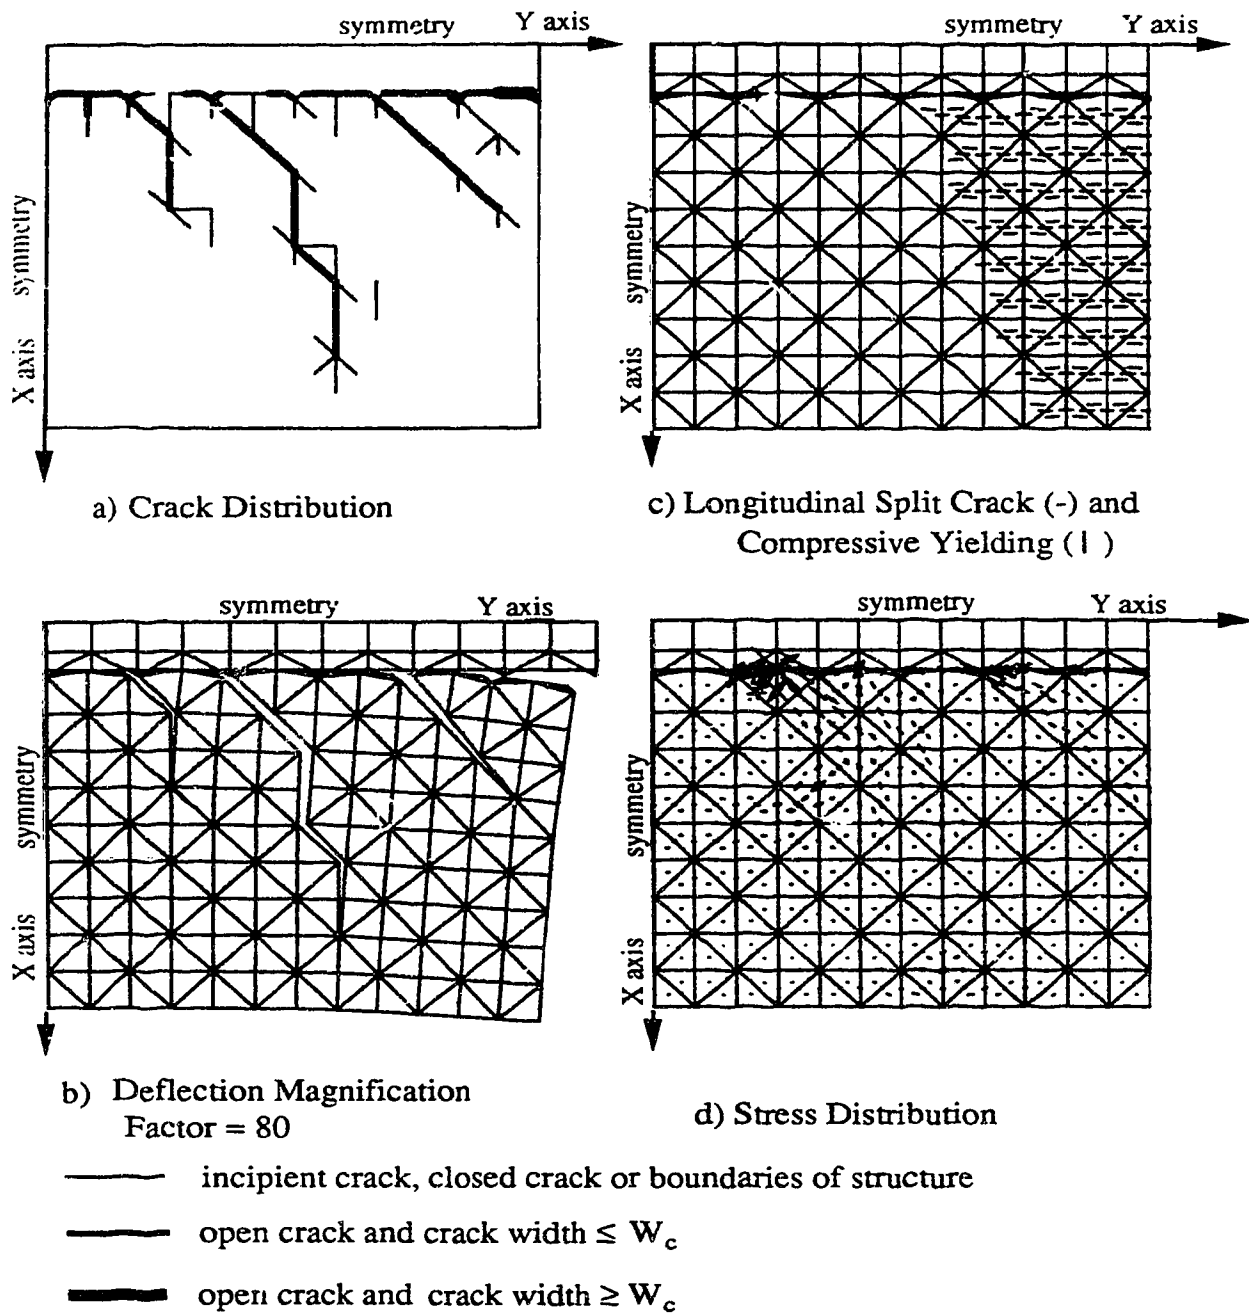 symmetry Y axis
symmetry
X axis
a) Crack Distribution
symmetry Y axis
symmetry
X axis
c) Longitudinal Split Crack (-) and
Compressive Yielding ( | )
symmetry Y axis
symmetry
X axis
b) Deflection Magnification
Factor = 80
symmetry Y axis
symmetry
X axis
d) Stress Distribution
incipient crack, closed crack or boundaries of structure
open crack and crack width ≤ W_c
open crack and crack width ≥ W_c